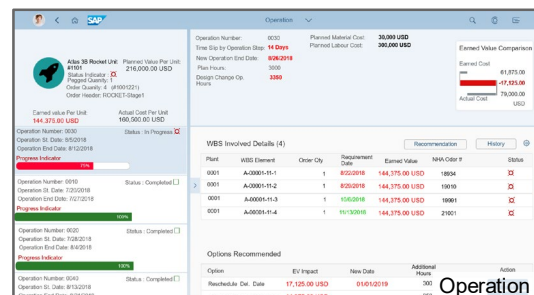 SAP
Operation
Atlas 3B Rocket Unit
#1101
Planned Value Per Unit:
216,000.00 USD
Status Indicator :
Pegged Quantity: 1
Order Quanity: 4 (#1001221)
Order Header: ROCKET-Stage1
Earned value Per Unit:
144,375.00 USD
Actual Cost Per Unit
160,500.00 USD
Operation Number: 0030
Status : In Progress
Operation St. Date: 9/5/2018
Operation End Date: 8/12/2018
Progress Indicator
75%
Operation Number: 0010
Status : Completed
Operation St. Date: 7/20/2018
Operation End Date: 7/27/2018
Progress Indicator
100%
Operation Number: 0020
Status : Completed
Operation St. Date: 7/28/2018
Operation End Date: 8/4/2018
Progress Indicator
100%
Operation Number: 0043
Status : Completed
Operation St. Date: 8/13/2018
Operation Number: 0030
Time Slip by Operation Step: 14 Days
New Operation End Date: 9/26/2018
Plan Hours: 3000
Design Change Op. Hours 3350
Planned Material Cost: 30,000 USD
Planned Labour Cost: 300,000 USD
Earned Value Comparison
Earned Cost
61,875.00
-17,125.00
79,000.00
Actual Cost
USD
WBS Involved Details (4)
Recommendation
History
Plant WBS Element Order Qty Requirement Date Earned Value NHA Odor # Status
0001 A-00001-11-1 1 8/22/2018 144,375.00 USD 18934
0001 A-00001-11-2 1 8/29/2018 144,375.00 USD 19010
0001 A-00001-11-3 1 10/6/2018 144,375.00 USD 18991
0001 A-00001-11-4 1 11/13/2018 144,375.00 USD 21001
Options Recommended
Option EV Impact New Date Additional Hours Action
Reschedule Del. Date 17,125.00 USD 01/01/2019 300
Operation